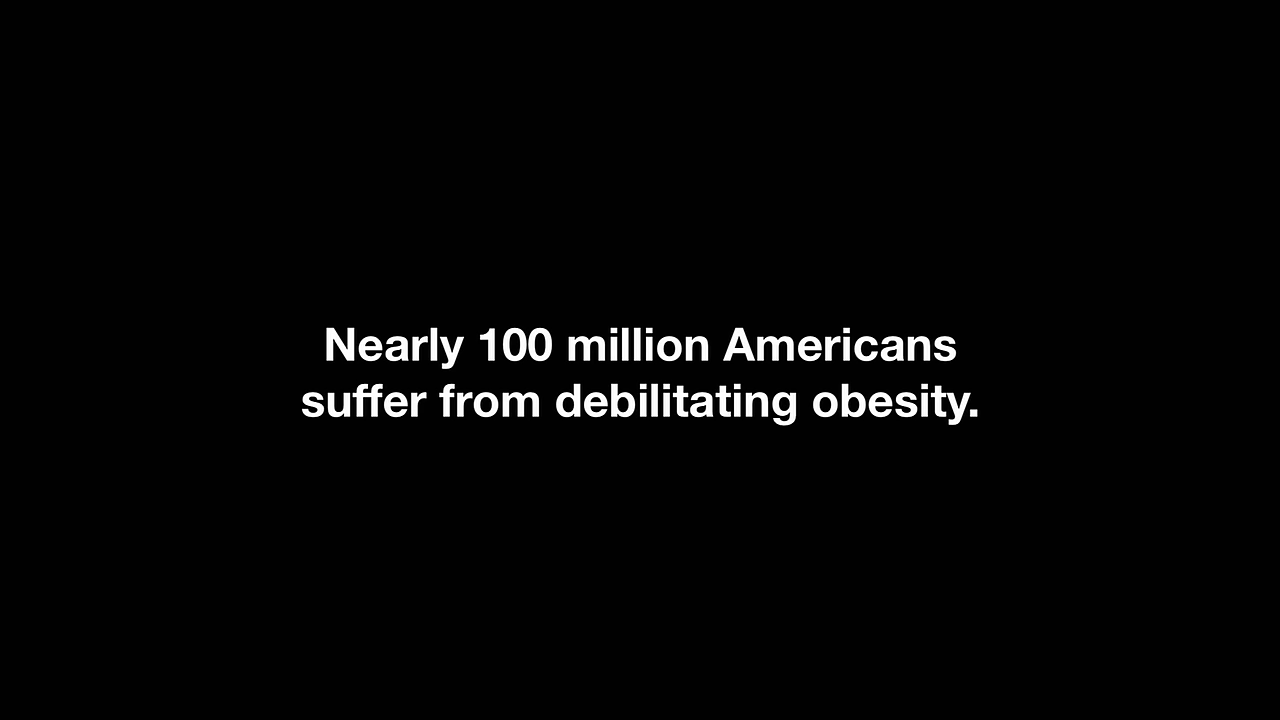 Nearly 100 million Americans
suffer from debilitating obesity.